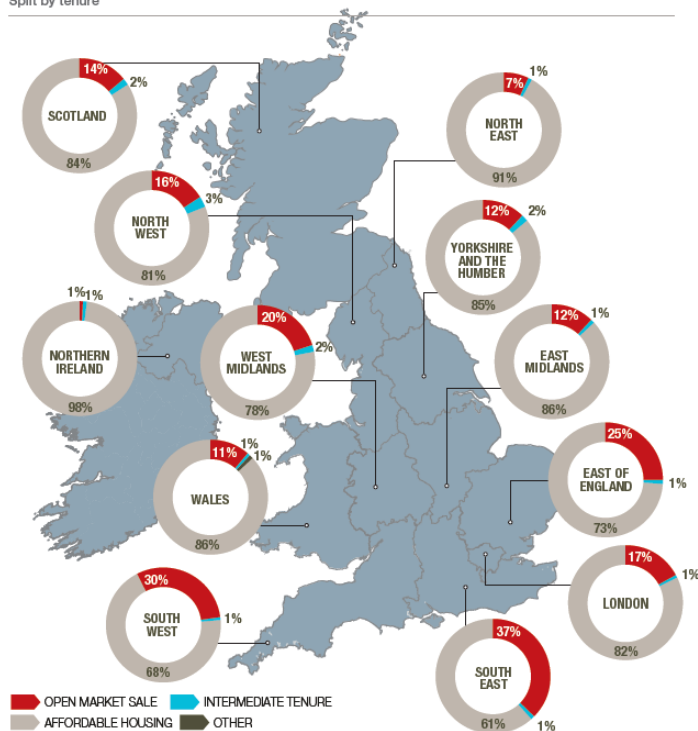 Split by tenure
14%
2%
SCOTLAND
84%
1%
7%
NORTH
EAST
91%
16%
3%
NORTH
WEST
81%
12%
2%
YORKSHIRE
AND THE
HUMBER
85%
1%
1%
NORTHERN
IRELAND
98%
20%
2%
WEST
MIDLANDS
78%
12%
1%
EAST
MIDLANDS
86%
11%
1%
1%
WALES
86%
25%
1%
EAST OF
ENGLAND
73%
30%
1%
SOUTH
WEST
68%
17%
1%
LONDON
82%
37%
SOUTH
EAST
61%
1%
OPEN MARKET SALE
INTERMEDIATE TENURE
AFFORDABLE HOUSING
OTHER